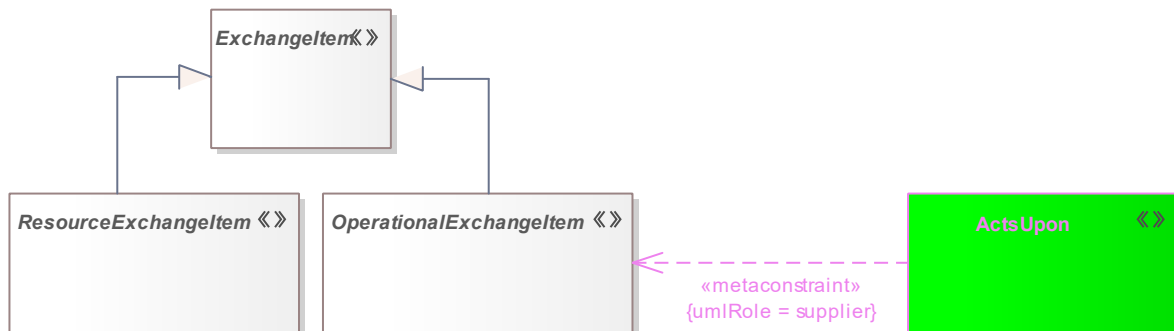 ExchangeItem «»
ResourceExchangeItem «»
OperationalExchangeItem «»
ActsUpon «»
«metaconstraint»
{umlRole = supplier}